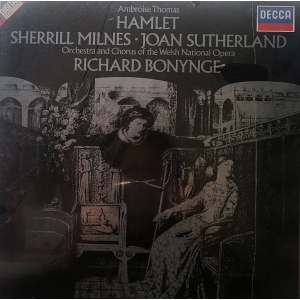 Ambroise Thomas
DECCA
HAMLET
SHERRILL MILNES · JOAN SUTHERLAND
Orchestra and Chorus of the Welsh National Opera
RICHARD BONYNGE